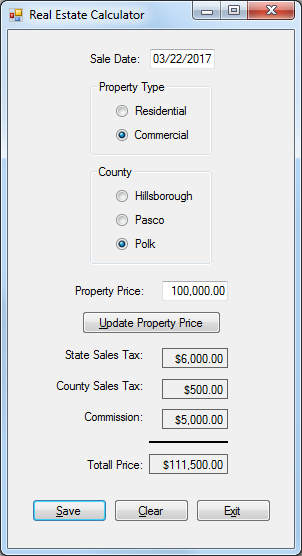 Real Estate Calculator
Sale Date: 03/22/2017
Property Type
Residential
Commercial
County
Hillsborough
Pasco
Polk
Property Price: 100,000.00
Update Property Price
State Sales Tax: $6,000.00
County Sales Tax: $500.00
Commission: $5,000.00
Totall Price: $111,500.00
Save Clear Exit